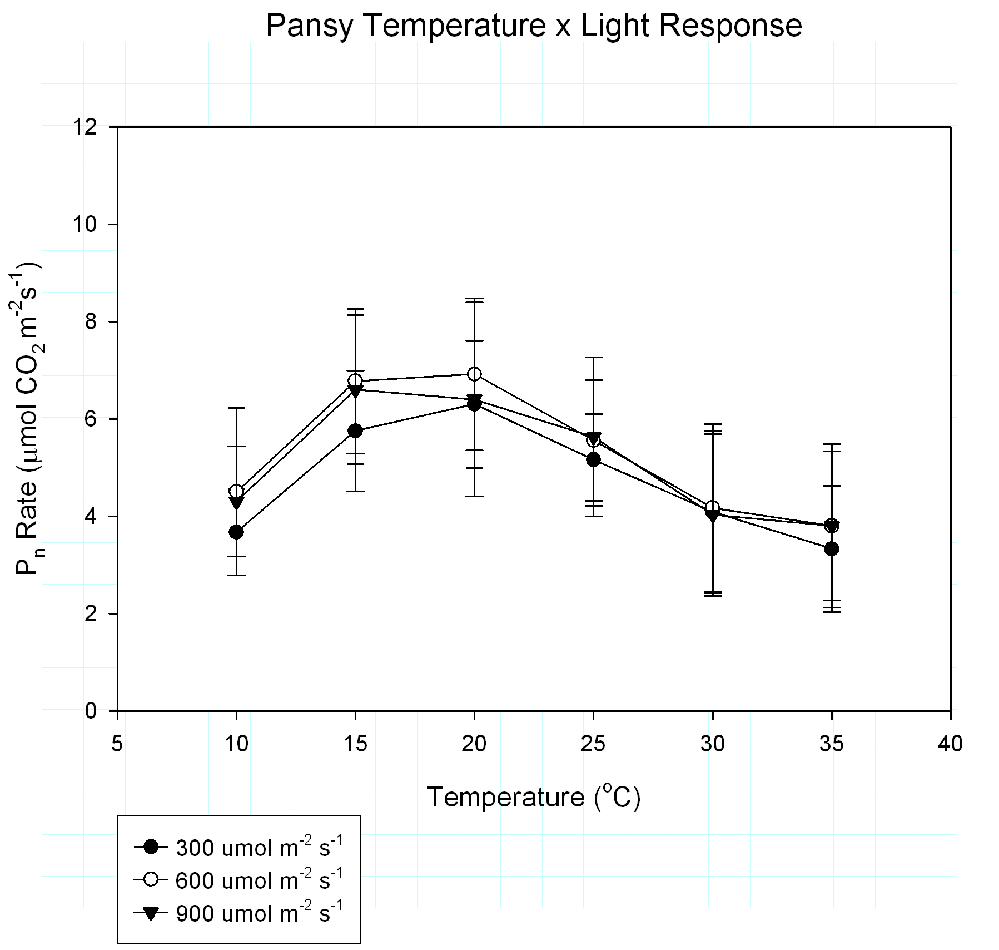 Pansy Temperature x Light Response
12
10
8
6
4
2
0
Pn Rate (μmol CO2 m-2s-1)
5 10 15 20 25 30 35 40
Temperature (oC)
300 umol m-2 s-1
600 umol m-2 s-1
900 umol m-2 s-1